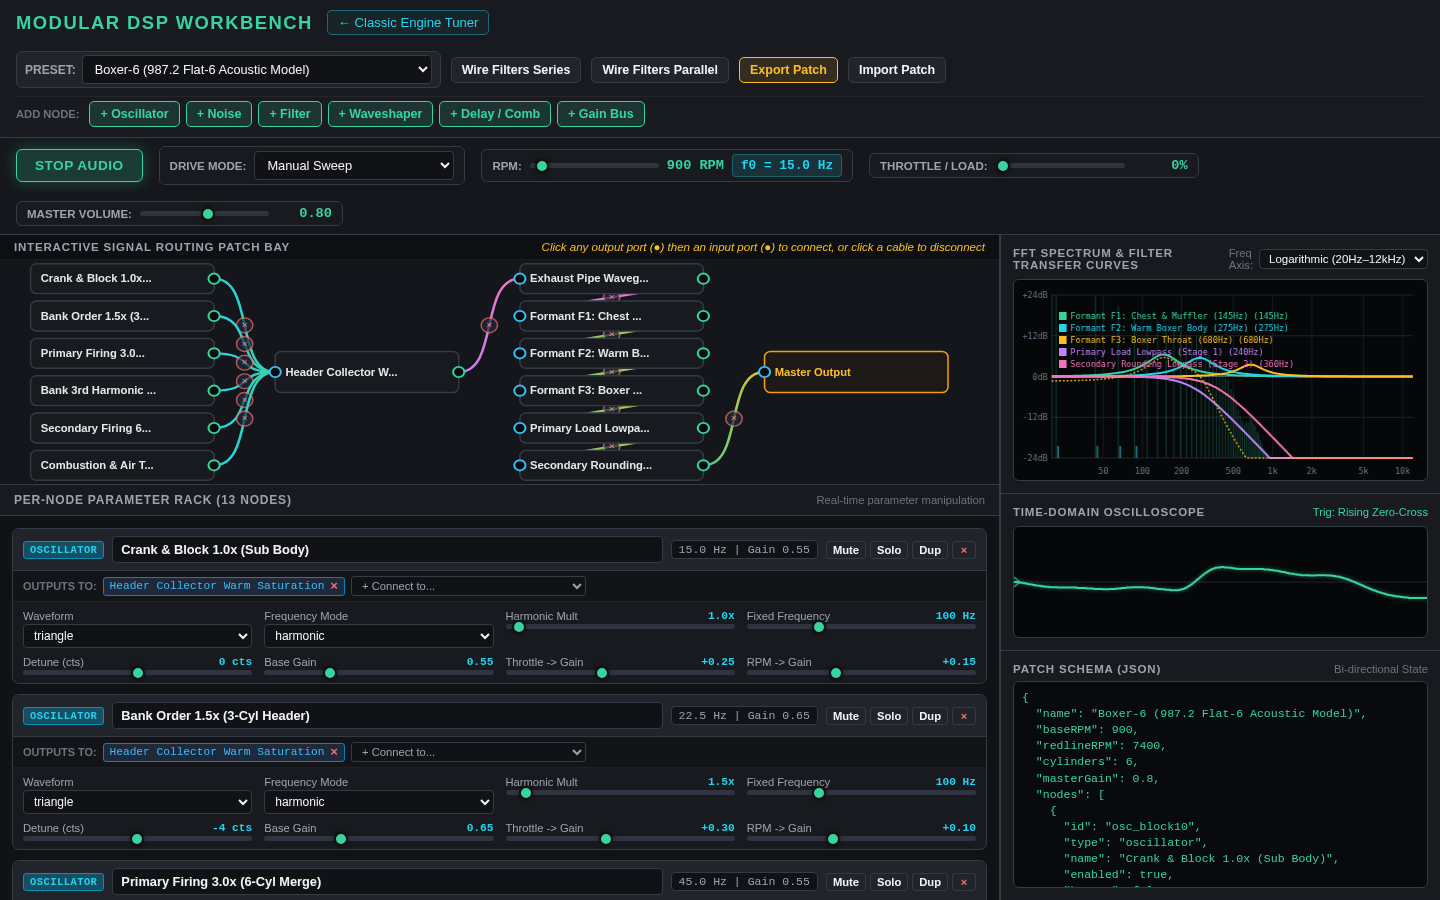 MODULAR DSP WORKBENCH
← Classic Engine Tuner
PRESET: Boxer-6 (987.2 Flat-6 Acoustic Model)
Wire Filters Series
Wire Filters Parallel
Export Patch
Import Patch
ADD NODE: + Oscillator + Noise + Filter + Waveshaper + Delay / Comb + Gain Bus
STOP AUDIO
DRIVE MODE: Manual Sweep
RPM: 900 RPM f0 = 15.0 Hz
THROTTLE / LOAD: 0%
MASTER VOLUME: 0.80
INTERACTIVE SIGNAL ROUTING PATCH BAY
Click any output port (●) then an input port (●) to connect, or click a cable to disconnect
Crank & Block 1.0x...
Bank Order 1.5x (3...
Primary Firing 3.0...
Bank 3rd Harmonic ...
Secondary Firing 6...
Combustion & Air T...
Header Collector W...
Exhaust Pipe Waveg...
Formant F1: Chest ...
Formant F2: Warm B...
Formant F3: Boxer ...
Primary Load Lowpa...
Secondary Rounding...
Master Output
PER-NODE PARAMETER RACK (13 NODES)
Real-time parameter manipulation
OSCILLATOR Crank & Block 1.0x (Sub Body) 15.0 Hz | Gain 0.55 Mute Solo Dup ×
OUTPUTS TO: Header Collector Warm Saturation × + Connect to...
Waveform Frequency Mode Harmonic Mult 1.0x Fixed Frequency 100 Hz
triangle harmonic
Detune (cts) 0 cts Base Gain 0.55 Throttle -> Gain +0.25 RPM -> Gain +0.15
OSCILLATOR Bank Order 1.5x (3-Cyl Header) 22.5 Hz | Gain 0.65 Mute Solo Dup ×
OUTPUTS TO: Header Collector Warm Saturation × + Connect to...
Waveform Frequency Mode Harmonic Mult 1.5x Fixed Frequency 100 Hz
triangle harmonic
Detune (cts) -4 cts Base Gain 0.65 Throttle -> Gain +0.30 RPM -> Gain +0.10
OSCILLATOR Primary Firing 3.0x (6-Cyl Merge) 45.0 Hz | Gain 0.55 Mute Solo Dup ×
FFT SPECTRUM & FILTER
TRANSFER CURVES
Freq
Axis:
Logarithmic (20Hz–12kHz)
+24dB
+12dB
0dB
-12dB
-24dB
Formant F1: Chest & Muffler (145Hz) (145Hz)
Formant F2: Warm Boxer Body (275Hz) (275Hz)
Formant F3: Boxer Throat (680Hz) (680Hz)
Primary Load Lowpass (Stage 1) (240Hz)
Secondary Rounding Lowpass (Stage 2) (360Hz)
50 100 200 500 1k 2k 5k 10k
TIME-DOMAIN OSCILLOSCOPE
Trig: Rising Zero-Cross
PATCH SCHEMA (JSON)
Bi-directional State
{
"name": "Boxer-6 (987.2 Flat-6 Acoustic Model)",
"baseRPM": 900,
"redlineRPM": 7400,
"cylinders": 6,
"masterGain": 0.8,
"nodes": [
{
"id": "osc_block10",
"type": "oscillator",
"name": "Crank & Block 1.0x (Sub Body)",
"enabled": true,